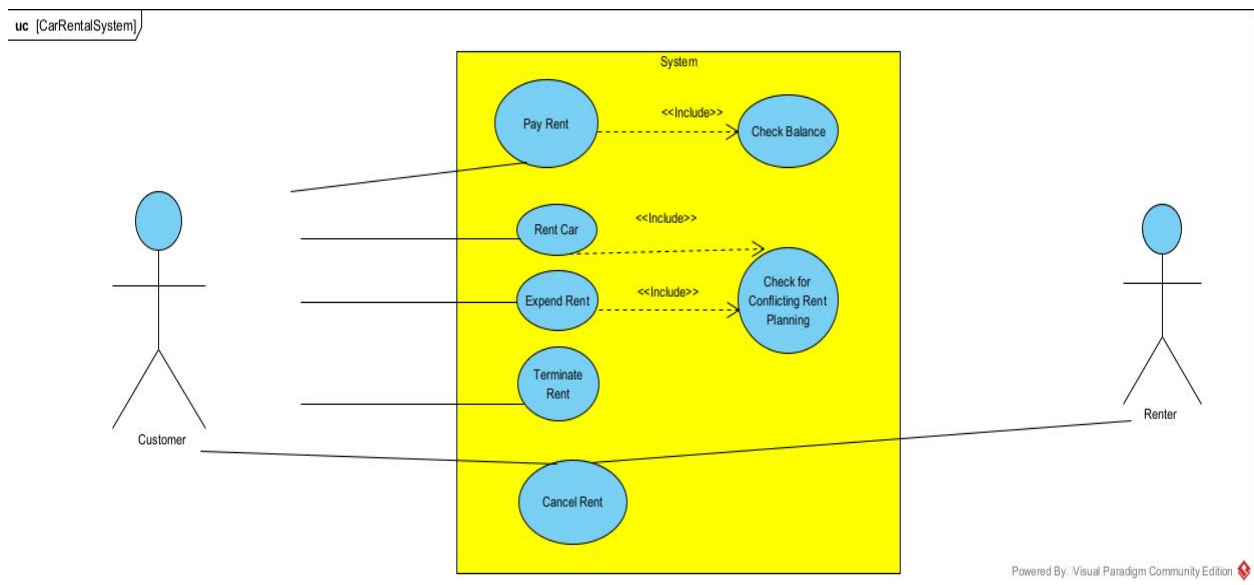 uc [CarRentalSystem]
System
Pay Rent
<<Include>>
Check Balance
Rent Car
<<Include>>
Expend Rent
<<Include>>
Check for
Conflicting Rent
Planning
Terminate
Rent
Cancel Rent
Customer
Renter
Powered By Visual Paradigm Community Edition